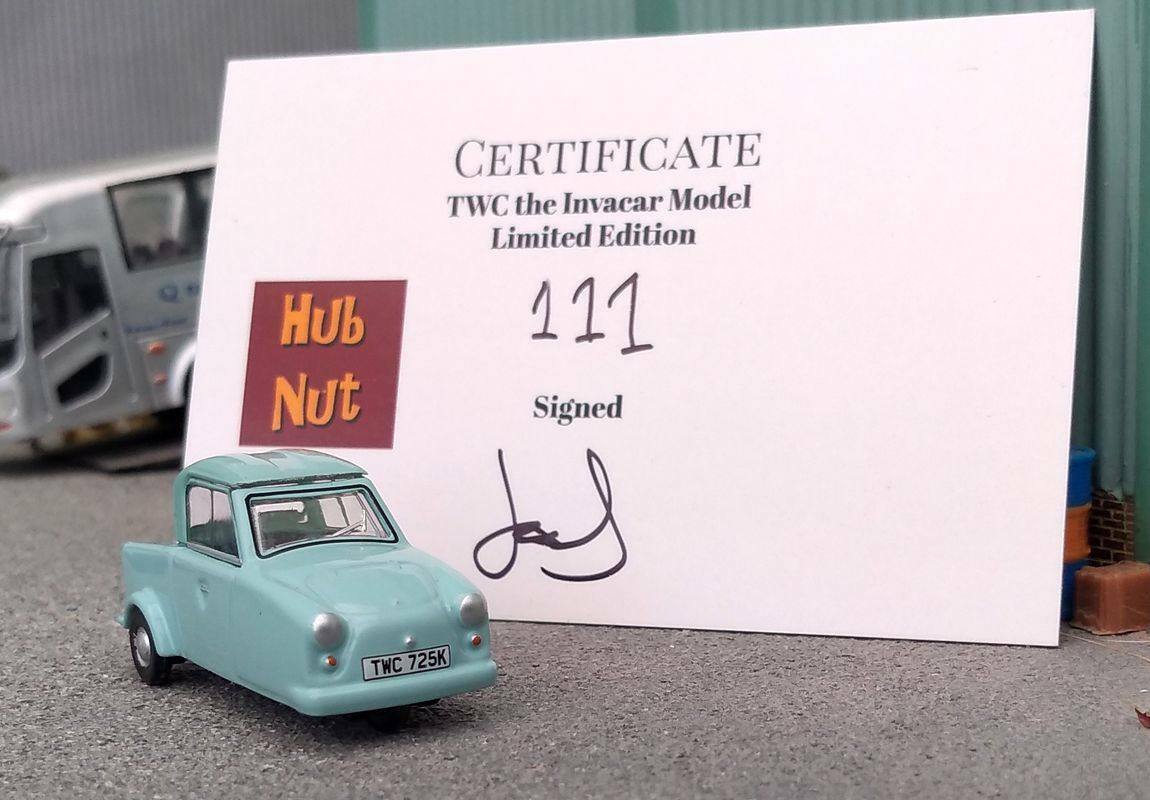 CERTIFICATE
TWC the Invacar Model
Limited Edition
111
Hub
Nut
Signed
TWC 725K